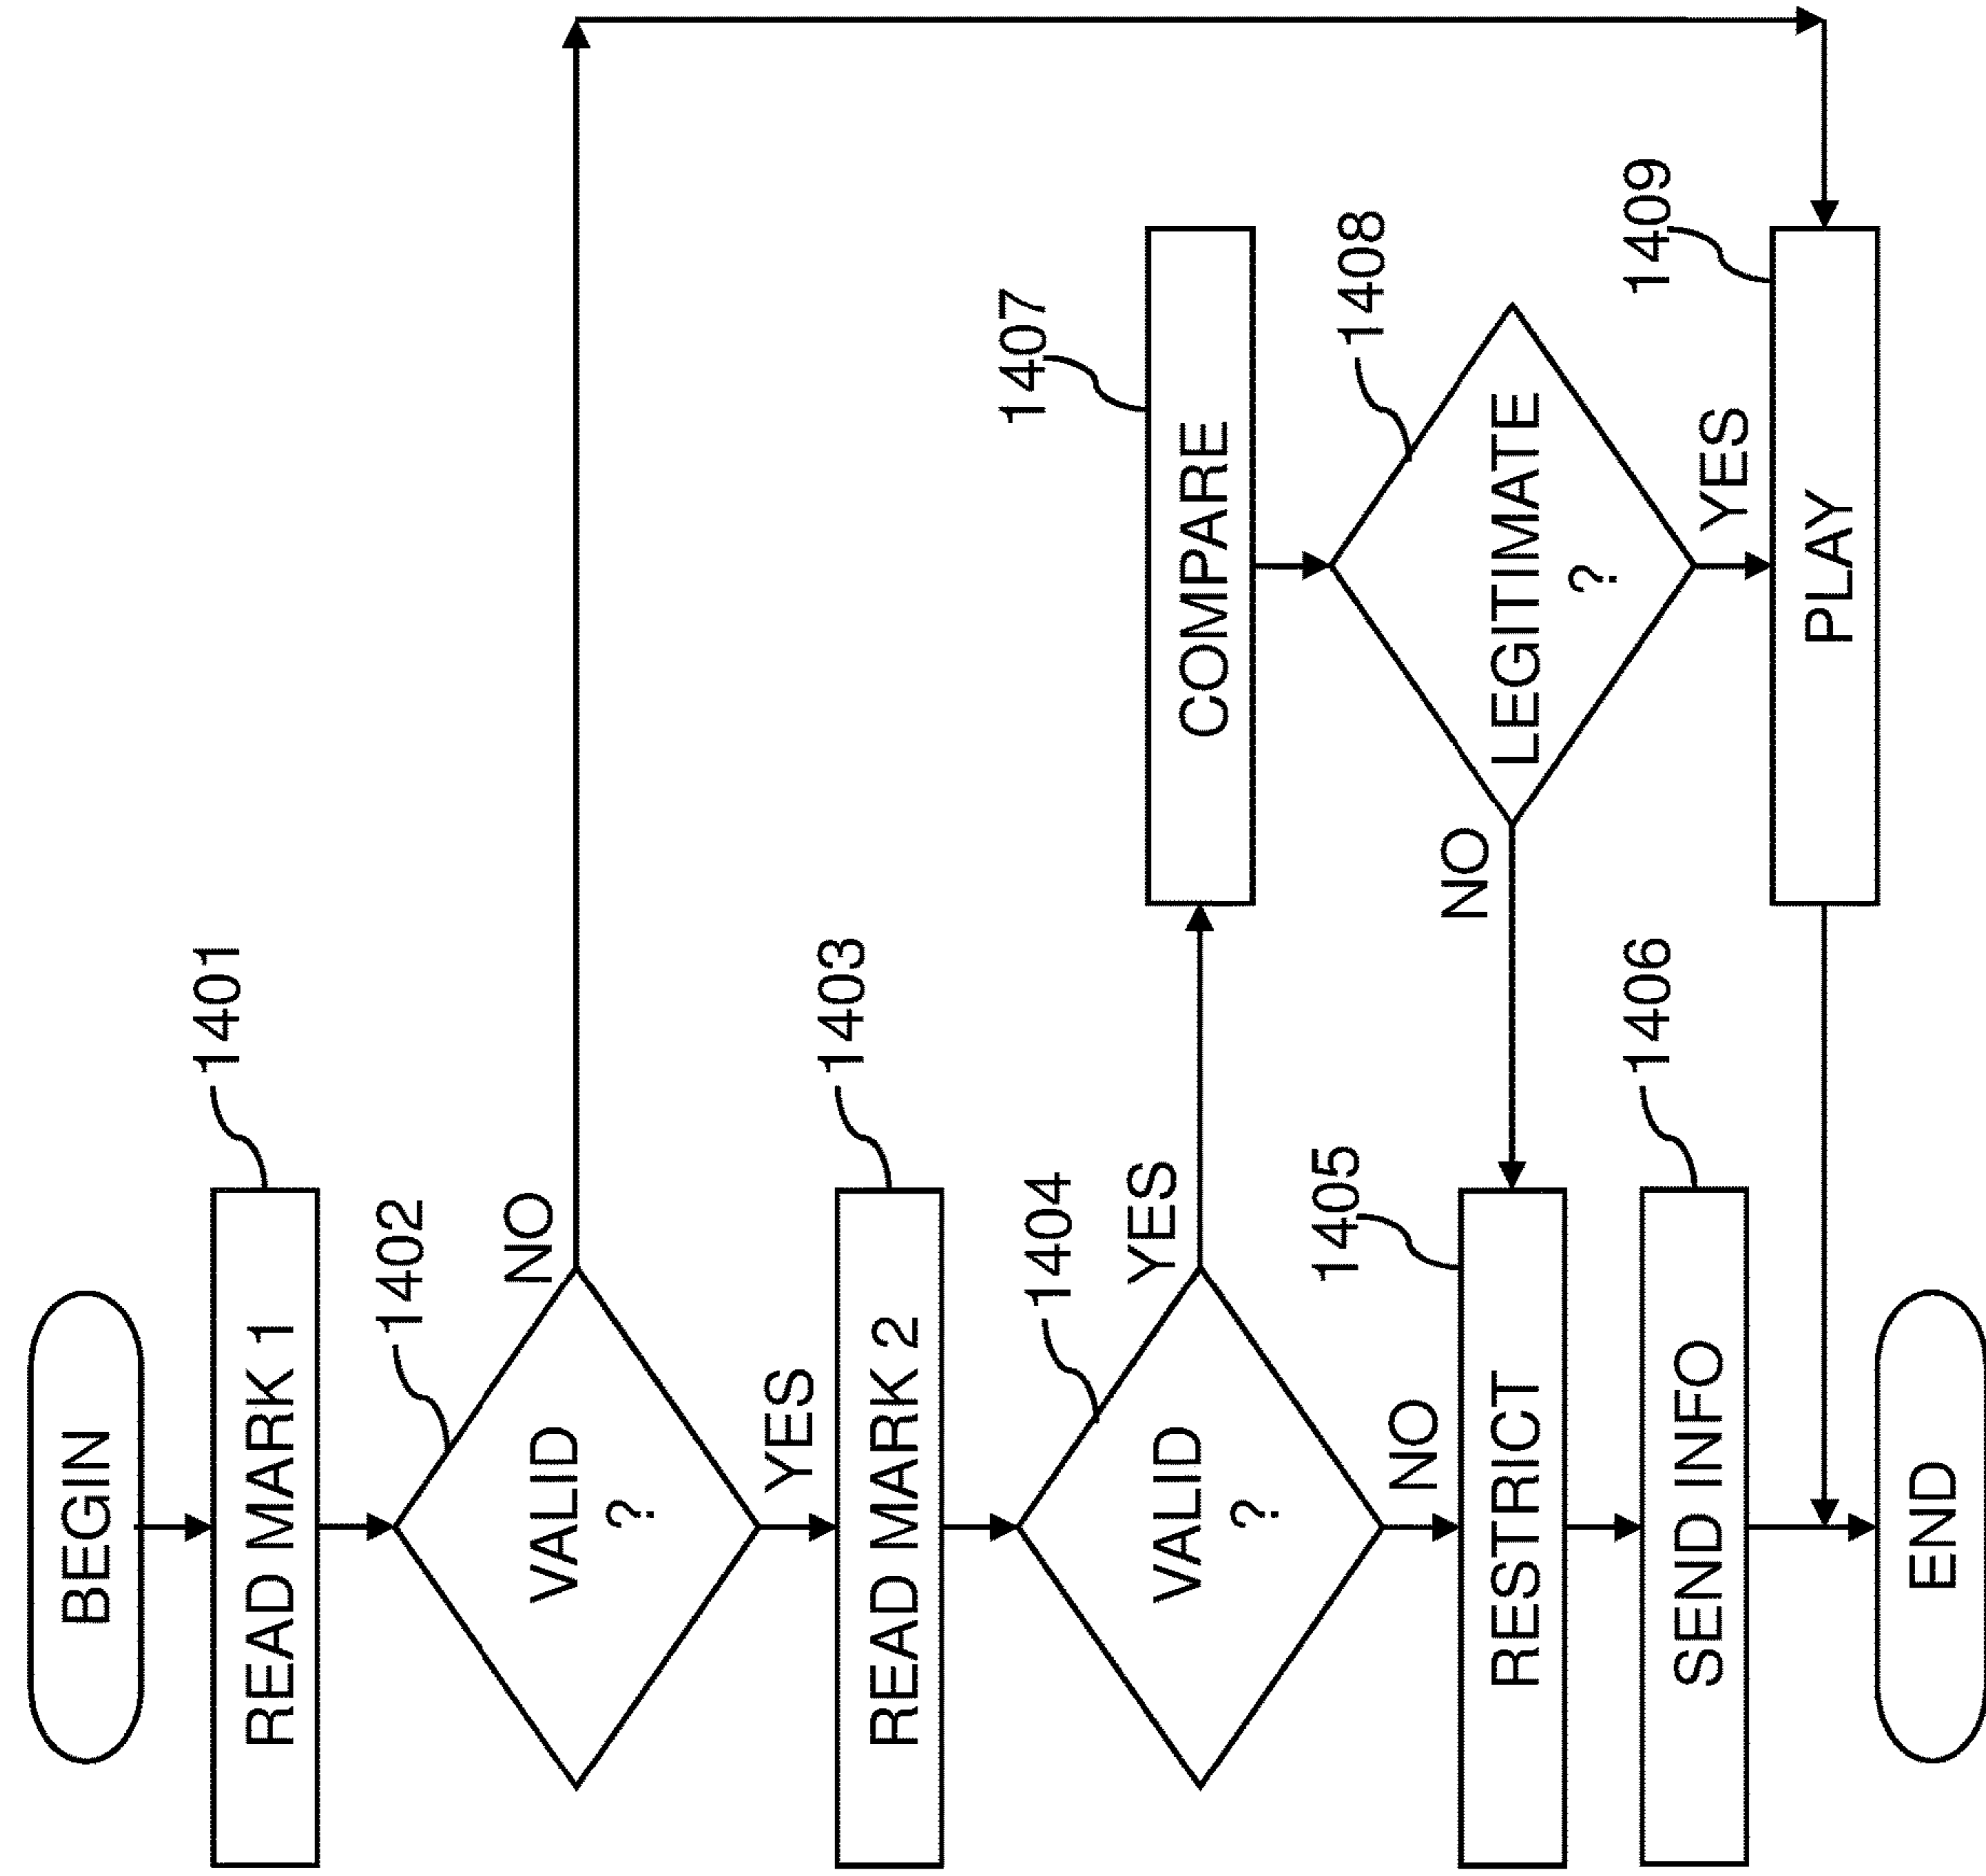 BEGIN
READ MARK 1
1401
VALID
?
1402
NO
YES
READ MARK 2
1403
VALID
?
1404
YES
NO
RESTRICT
1405
SEND INFO
1406
END
COMPARE
1407
LEGITIMATE
?
1408
NO
YES
PLAY
1409